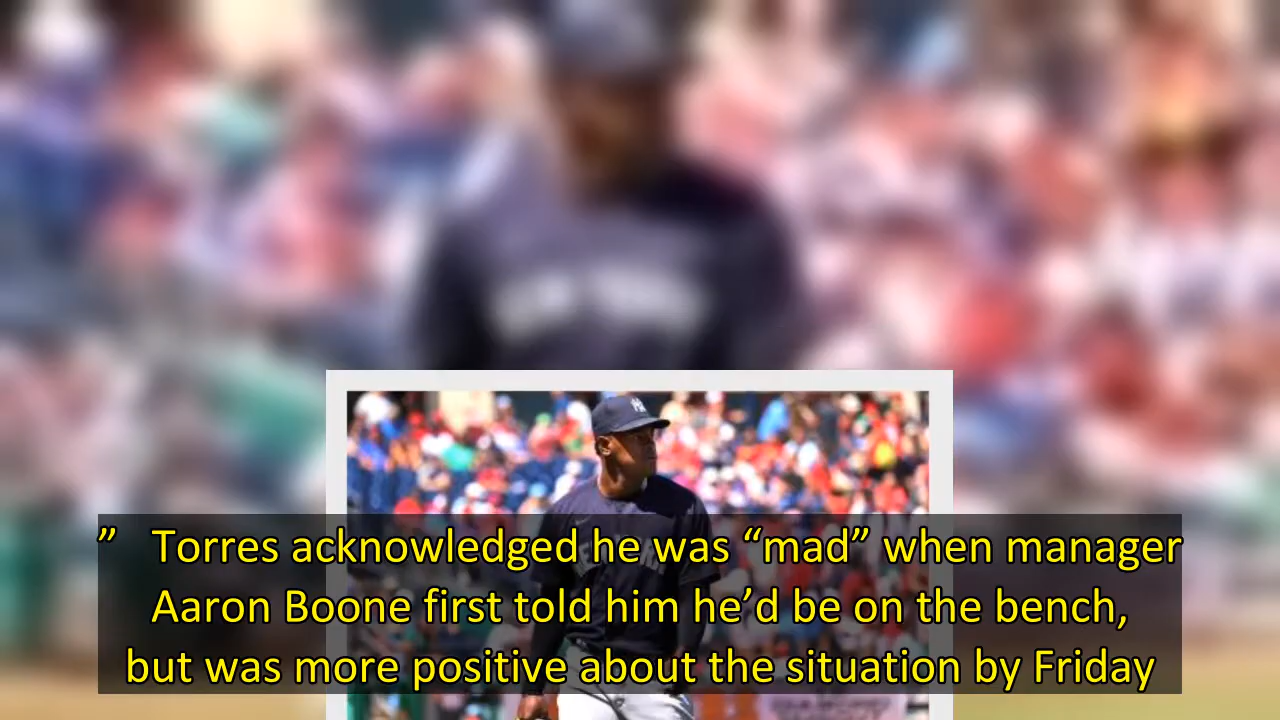 ”   Torres acknowledged he was “mad” when manager
Aaron Boone first told him he’d be on the bench,
but was more positive about the situation by Friday